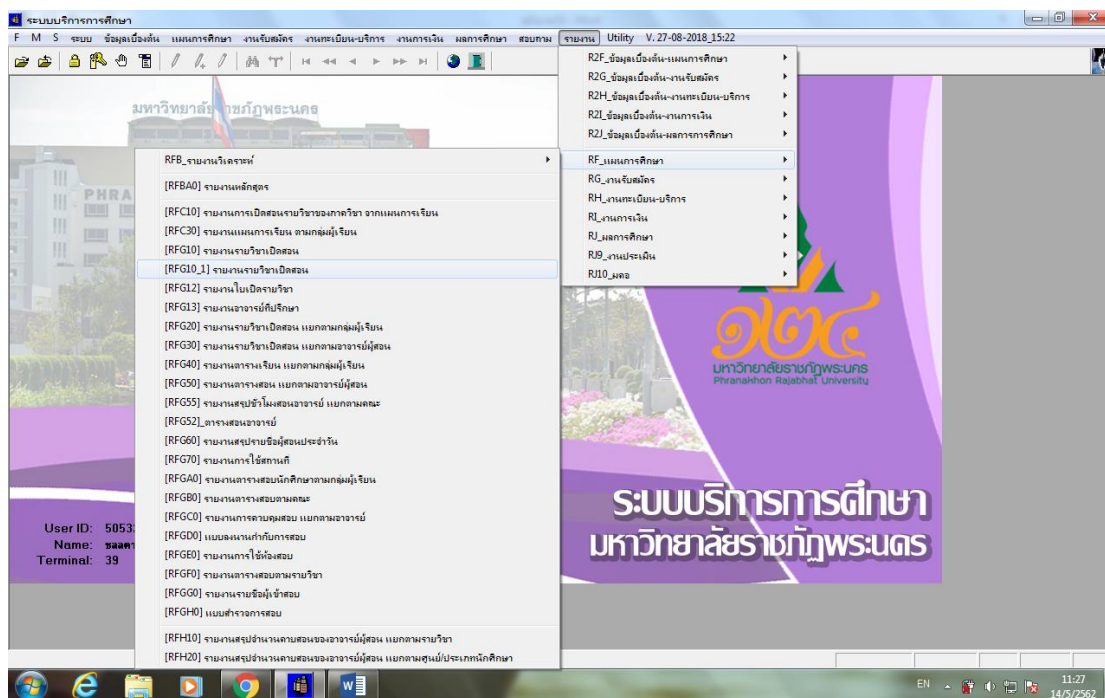 ระบบบริการการศึกษา
F M S ระบบ ข้อมูลเบื้องต้น แผนการศึกษา งานรับสมัคร งานทะเบียน-บริการ งานการเงิน ผลการศึกษา สอบถาม รายงาน Utility V. 27-08-2018_15:22
R2F_ข้อมูลเบื้องต้น-แผนการศึกษา
R2G_ข้อมูลเบื้องต้น-งานรับสมัคร
R2H_ข้อมูลเบื้องต้น-งานทะเบียน-บริการ
R2I_ข้อมูลเบื้องต้น-งานการเงิน
R2J_ข้อมูลเบื้องต้น-ผลการการศึกษา
RF_แผนการศึกษา
RG_งานรับสมัคร
RH_งานทะเบียน-บริการ
RI_งานการเงิน
RJ_ผลการศึกษา
RJ9_งานประเมิน
RJ10_มคอ
มหาวิทยาลัยราชภัฏพระนคร
PHRA
RFB_รายงานวิเคราะห์
[RFBA0] รายงานหลักสูตร
[RFC10] รายงานการเปิดสอนรายวิชาของภาควิชา จากแผนการเรียน
[RFC30] รายงานแผนการเรียน ตามกลุ่มผู้เรียน
[RFG10] รายงานรายวิชาเปิดสอน
[RFG10_1] รายงานรายวิชาเปิดสอน
[RFG12] รายงานใบเปิดรายวิชา
[RFG13] รายงานอาจารย์ที่ปรึกษา
[RFG20] รายงานรายวิชาเปิดสอน แยกตามกลุ่มผู้เรียน
[RFG30] รายงานรายวิชาเปิดสอน แยกตามอาจารย์ผู้สอน
[RFG40] รายงานตารางเรียน แยกตามกลุ่มผู้เรียน
[RFG50] รายงานตารางสอน แยกตามอาจารย์ผู้สอน
[RFG55] รายงานสรุปชั่วโมงสอนอาจารย์ แยกตามคณะ
[RFG52]_ตารางสอนอาจารย์
[RFG60] รายงานสรุปรายชื่อผู้สอนประจำวัน
[RFG70] รายงานการใช้สถานที่
[RFGA0] รายงานตารางสอบนักศึกษาตามกลุ่มผู้เรียน
[RFGB0] รายงานตารางสอบตามคณะ
[RFGC0] รายงานการคุมสอบ แยกตามอาจารย์
[RFGD0] แบบลงนามกำกับการสอบ
[RFGE0] รายงานการใช้ห้องสอบ
[RFGF0] รายงานตารางสอบตามรายวิชา
[RFGG0] รายงานรายชื่อผู้เข้าสอบ
[RFGH0] แบบสำรวจการสอบ
[RFH10] รายงานสรุปจำนวนคาบสอนของอาจารย์ผู้สอน แยกตามรายวิชา
[RFH20] รายงานสรุปจำนวนคาบสอนของอาจารย์ผู้สอน แยกตามศูนย์/ประเภทนักศึกษา
๑๒๔
มหาวิทยาลัยราชภัฏพระนคร
Phranakhon Rajabhat University
ระบบบริการการศึกษา
มหาวิทยาลัยราชภัฏพระนคร
User ID: 5053
Name:
Terminal: 39
EN
11:27
14/5/2562